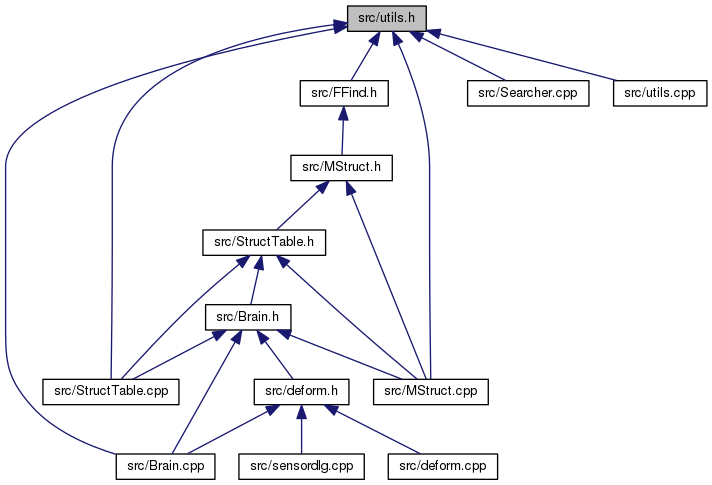 src/utils.h
src/FFind.h
src/Searcher.cpp
src/utils.cpp
src/MStruct.h
src/StructTable.h
src/Brain.h
src/StructTable.cpp
src/deform.h
src/MStruct.cpp
src/Brain.cpp
src/sensordlg.cpp
src/deform.cpp